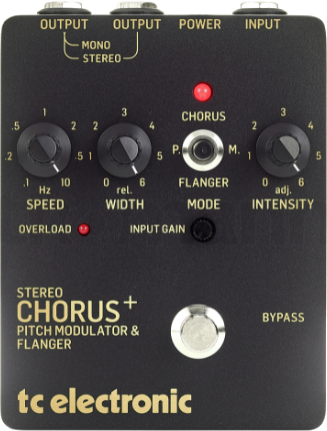 OUTPUT OUTPUT POWER INPUT
MONO
STEREO
CHORUS
P. M.
FLANGER
MODE
.1 .2 .5 1 2 5 10
Hz
SPEED
0 .5 1 2 3 4 5 6
rel.
WIDTH
0 1 2 3 4 5 6
adj.
INTENSITY
OVERLOAD INPUT GAIN
STEREO
CHORUS+
PITCH MODULATOR &
FLANGER
BYPASS
tc electronic